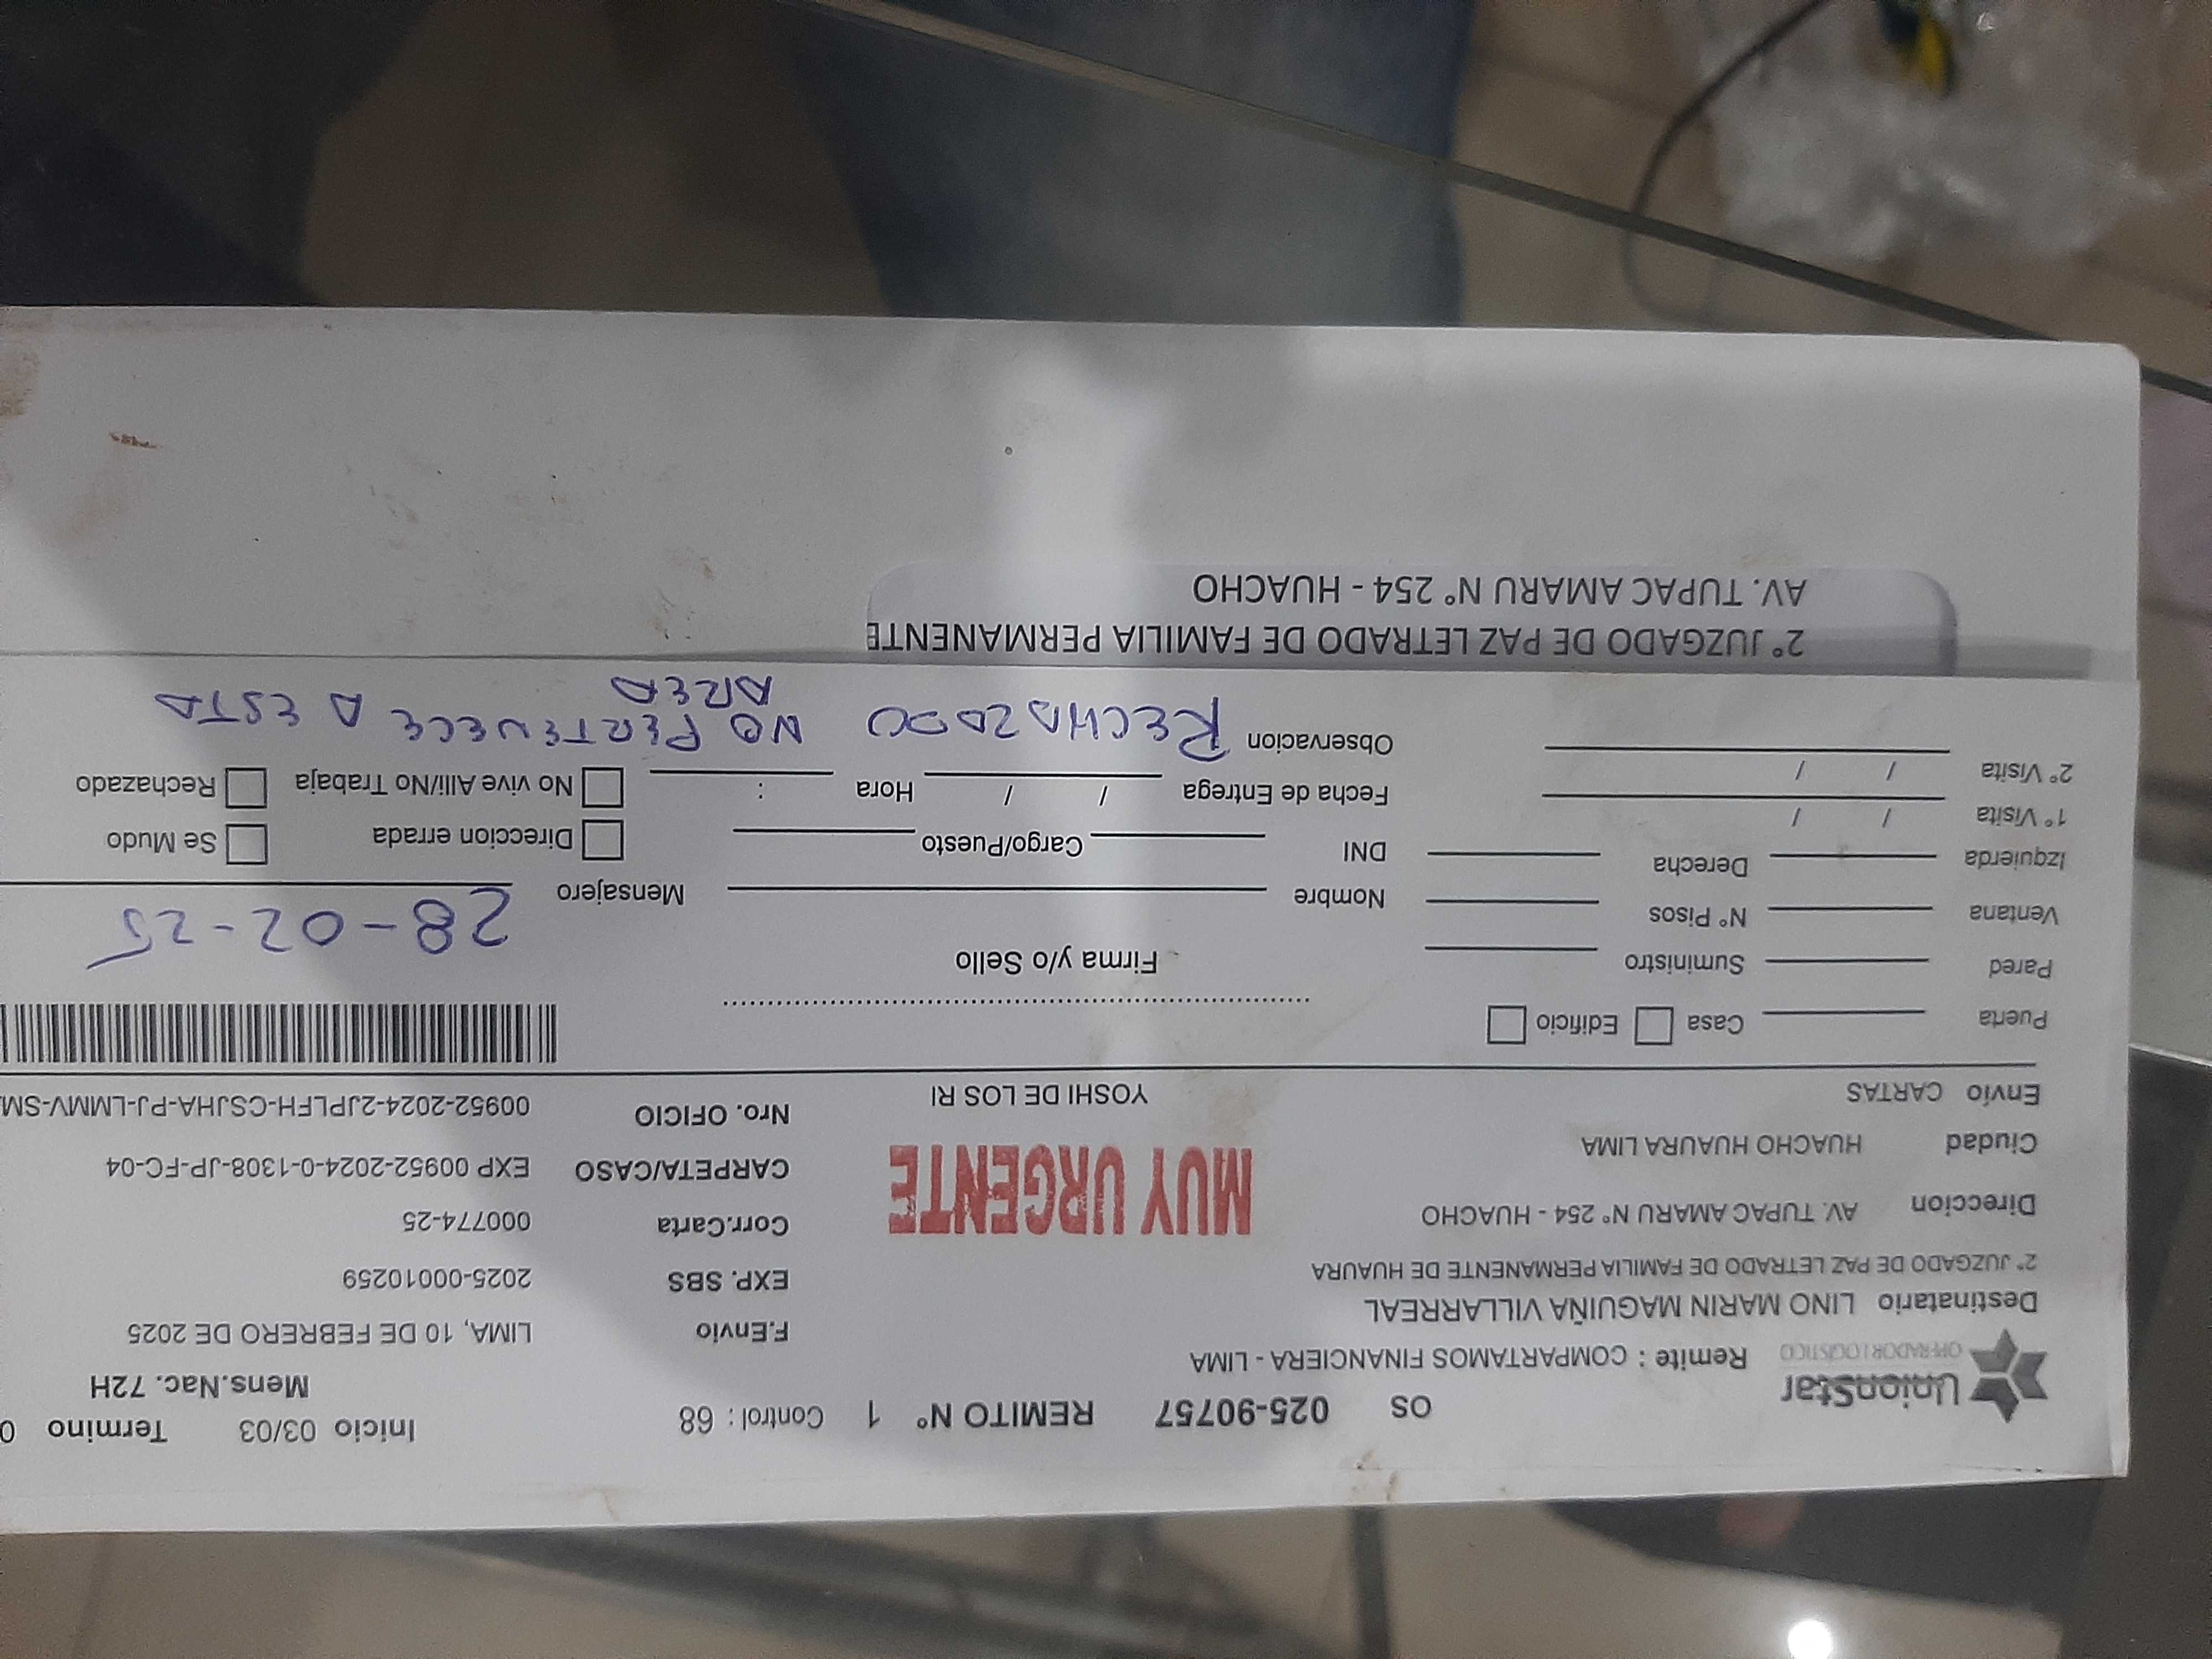 OS 025-90757 REMITO N° 1 Control : 68 Inicio 03/03 Termino 0
UnionStar
OPERADOR LOGÍSTICO
Remite : COMPARTAMOS FINANCIERA - LIMA
Mens.Nac. 72H
Destinatario LINO MARIN MAGUIÑA VILLARREAL
2° JUZGADO DE PAZ LETRADO DE FAMILIA PERMANENTE DE HUAURA
Direccion AV. TUPAC AMARU N° 254 - HUACHO
Ciudad HUACHO HUAURA LIMA
Envío CARTAS
MUY URGENTE
YOSHI DE LOS RI
F.Envio LIMA, 10 DE FEBRERO DE 2025
EXP. SBS 2025-00010259
Corr.Carta 000774-25
CARPETA/CASO EXP 00952-2024-0-1308-JP-FC-04
Nro. OFICIO 00952-2024-2JPLFH-CSJHA-PJ-LMMV-SM
Puerta Casa Edificio
Pared Suministro
Ventana N° Pisos
Izquierda Derecha
1° Visita / /
2° Visita / /
Firma y/o Sello
Nombre
DNI Cargo/Puesto
Fecha de Entrega / / Hora :
Observacion RECHAZADO NO PERTENECE A ESTA
AREA
28-02-25
Mensajero
Direccion errada Se Mudo
No vive Alli/No Trabaja Rechazado
2° JUZGADO DE PAZ LETRADO DE FAMILIA PERMANENTE
AV. TUPAC AMARU N° 254 - HUACHO